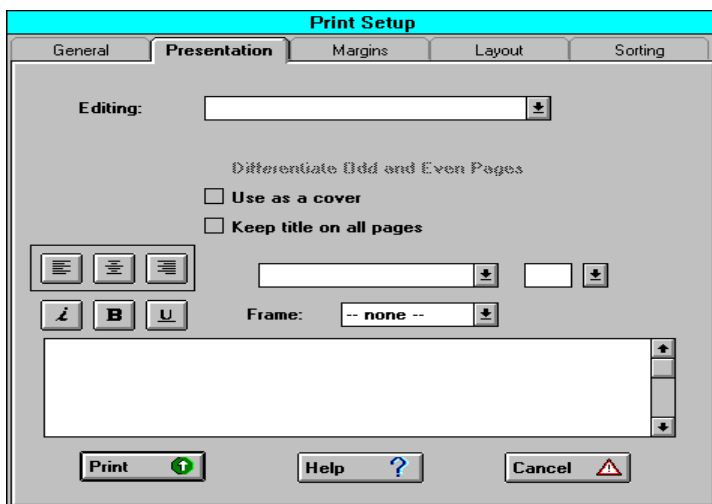 Print Setup
General Presentation Margins Layout Sorting
Editing:
Differentiate Odd and Even Pages
Use as a cover
Keep title on all pages
i B U Frame: -- none --
Print Help ? Cancel